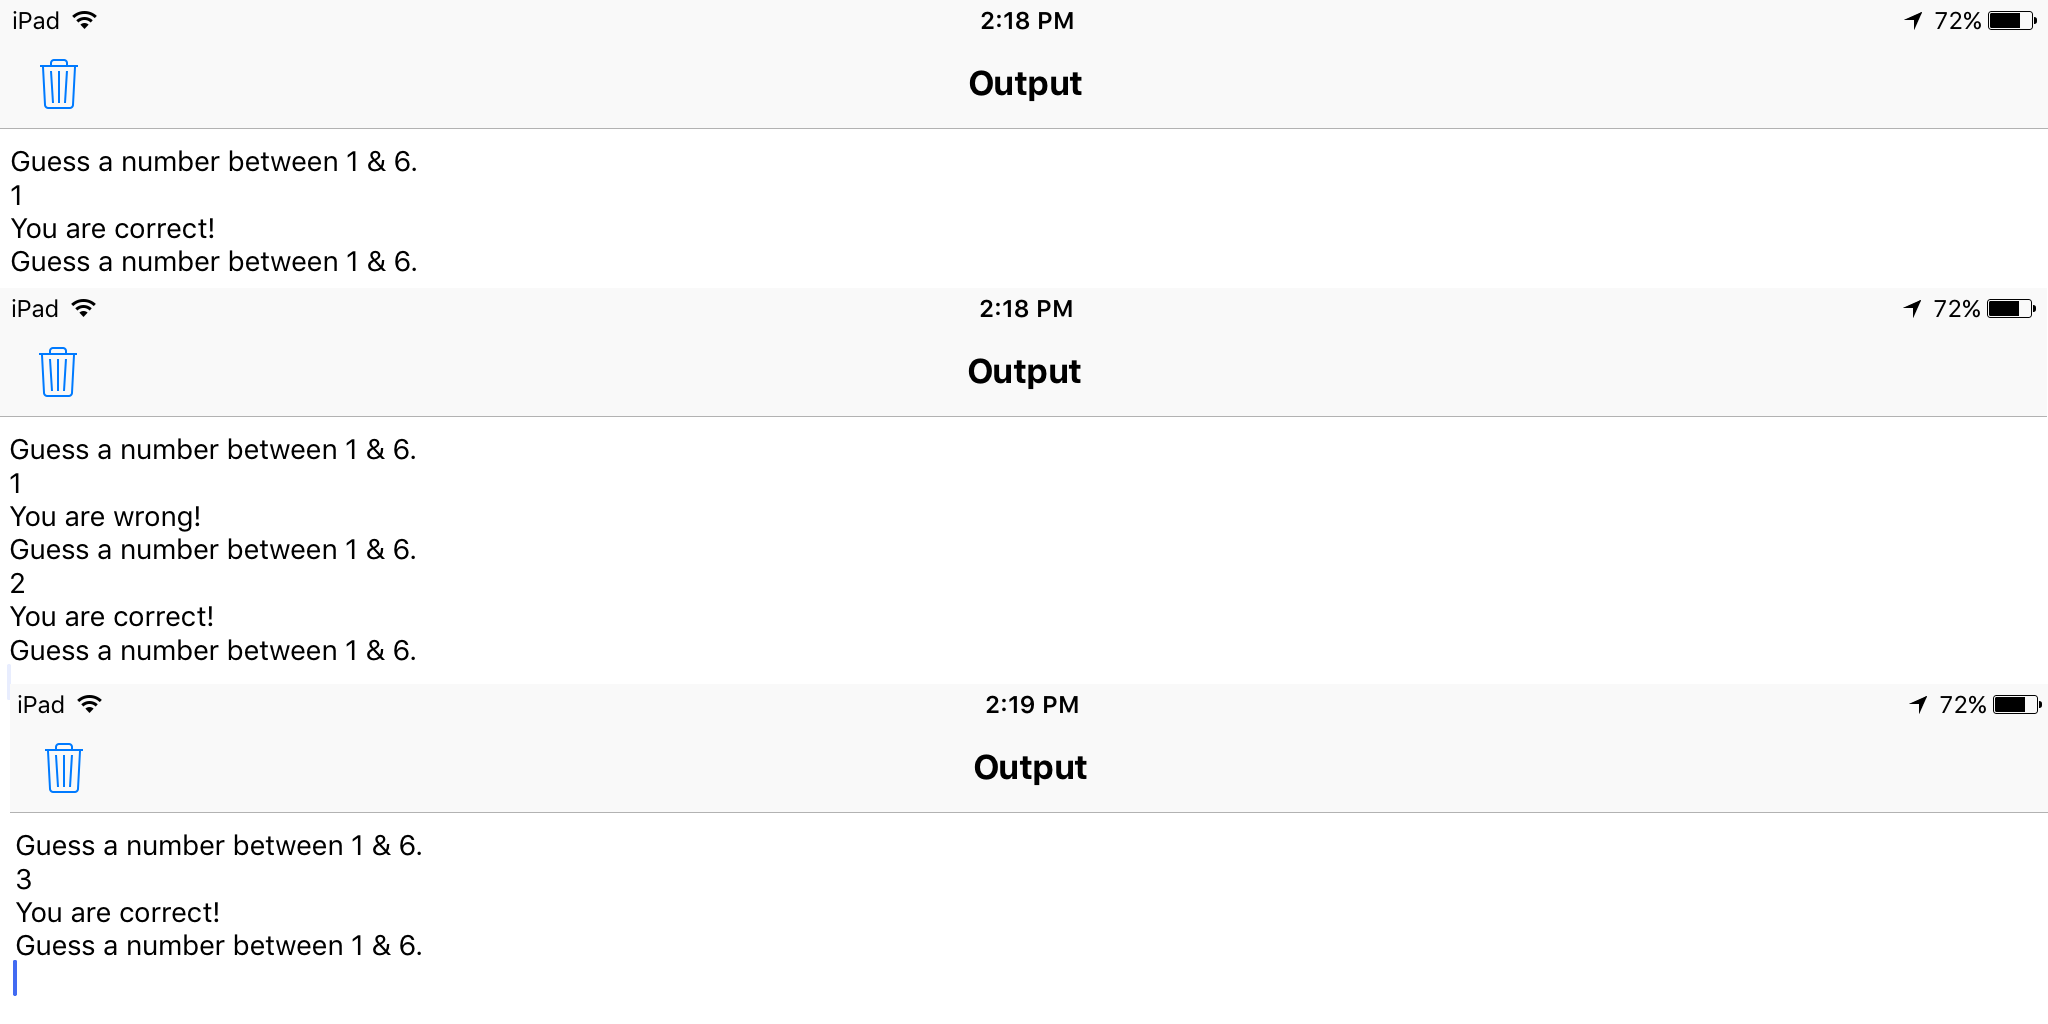 iPad 2:18 PM 72%
Output
Guess a number between 1 & 6.
1
You are correct!
Guess a number between 1 & 6.
iPad 2:18 PM 72%
Output
Guess a number between 1 & 6.
1
You are wrong!
Guess a number between 1 & 6.
2
You are correct!
Guess a number between 1 & 6.
iPad 2:19 PM 72%
Output
Guess a number between 1 & 6.
3
You are correct!
Guess a number between 1 & 6.